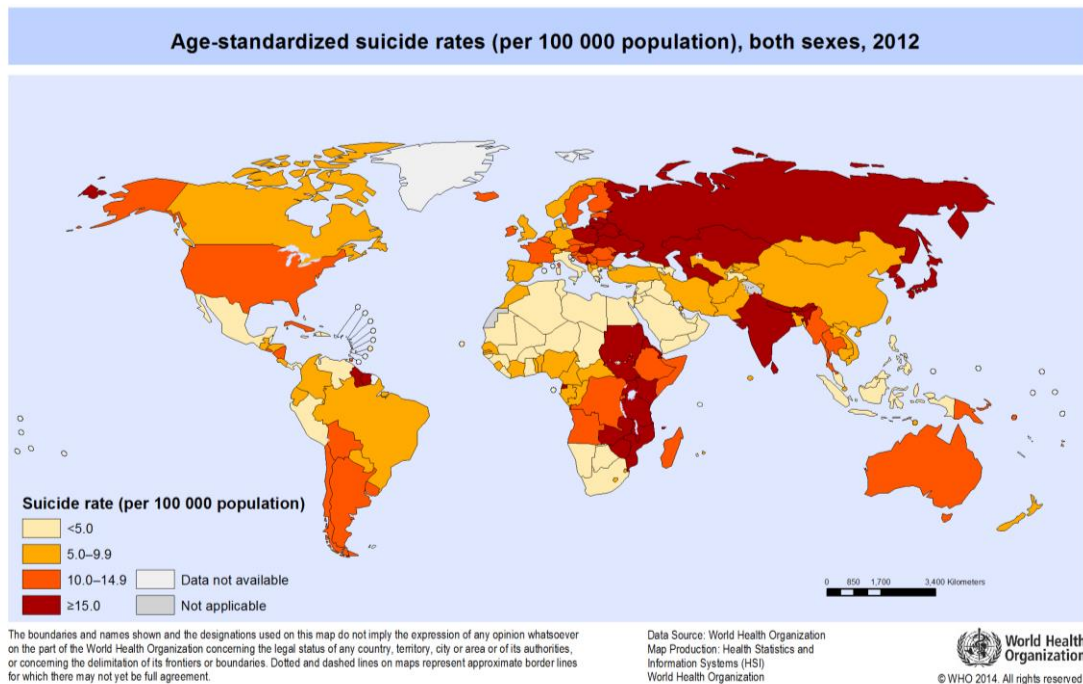 Age-standardized suicide rates (per 100 000 population), both sexes, 2012
Suicide rate (per 100 000 population)
<5.0
5.0–9.9
10.0–14.9
≥15.0
Data not available
Not applicable
0 850 1,700 3,400 Kilometers
The boundaries and names shown and the designations used on this map do not imply the expression of any opinion whatsoever
on the part of the World Health Organization concerning the legal status of any country, territory, city or area or of its authorities,
or concerning the delimitation of its frontiers or boundaries. Dotted and dashed lines on maps represent approximate border lines
for which there may not yet be full agreement.
Data Source: World Health Organization
Map Production: Health Statistics and
Information Systems (HSI)
World Health Organization
World Health
Organization
© WHO 2014. All rights reserved